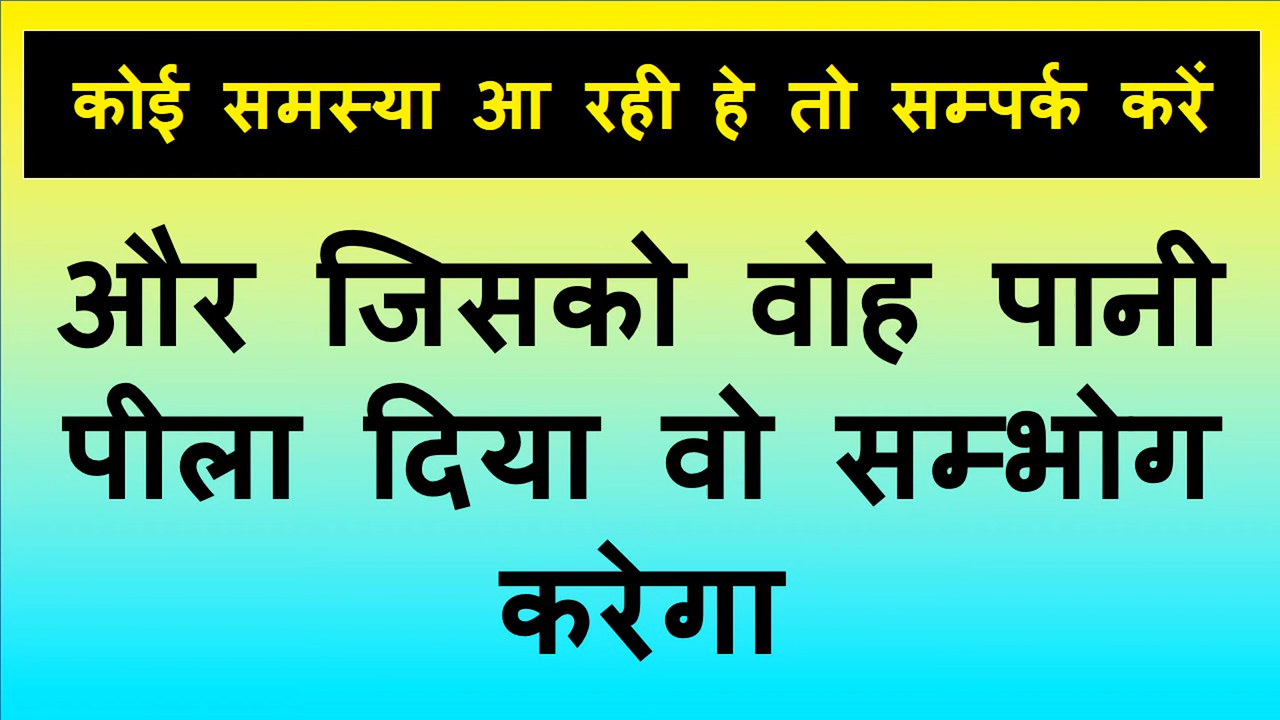 कोई समस्या आ रही हे तो सम्पर्क करें
और जिसको वोह पानी
पीला दिया वो सम्भोग
करेगा